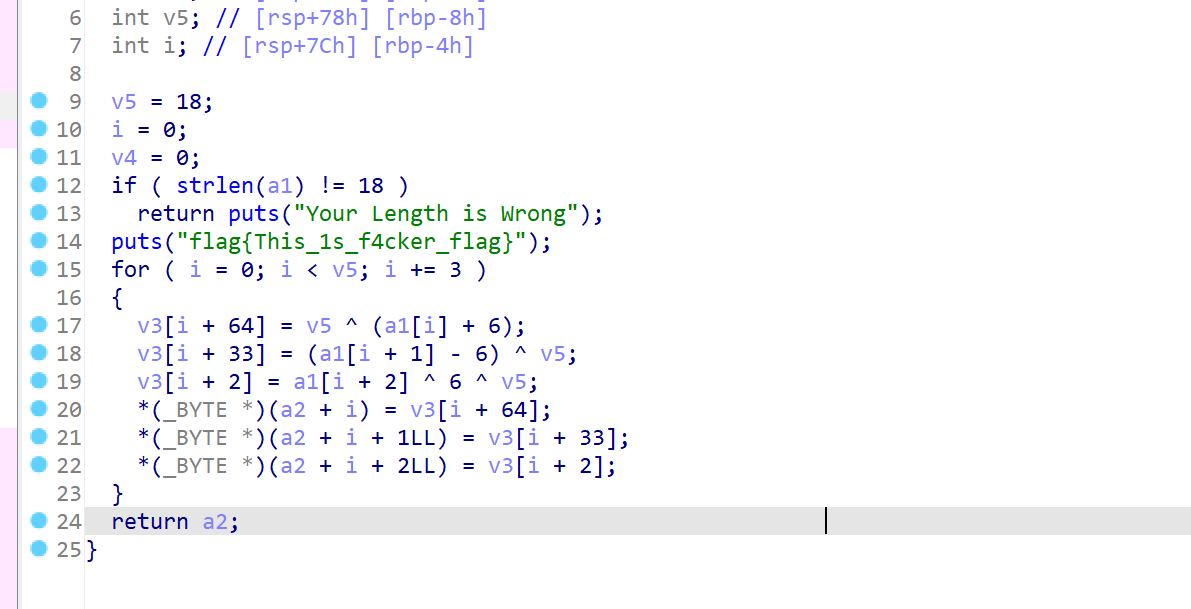 6 int v5; // [rsp+78h] [rbp-8h]
7 int i; // [rsp+7Ch] [rbp-4h]
8
9 v5 = 18;
10 i = 0;
11 v4 = 0;
12 if ( strlen(a1) != 18 )
13 return puts("Your Length is Wrong");
14 puts("flag{This_1s_f4cker_flag}");
15 for ( i = 0; i < v5; i += 3 )
16 {
17 v3[i + 64] = v5 ^ (a1[i] + 6);
18 v3[i + 33] = (a1[i + 1] - 6) ^ v5;
19 v3[i + 2] = a1[i + 2] ^ 6 ^ v5;
20 *(_BYTE *)(a2 + i) = v3[i + 64];
21 *(_BYTE *)(a2 + i + 1LL) = v3[i + 33];
22 *(_BYTE *)(a2 + i + 2LL) = v3[i + 2];
23 }
24 return a2;
25 }